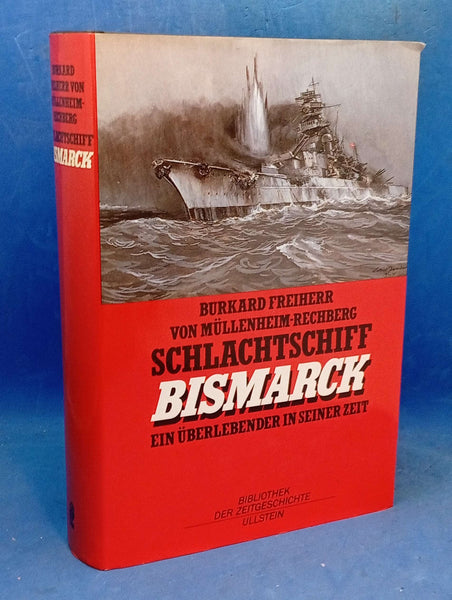 BURKARD
FREIHERR VON
MÜLLENHEIM-
RECHBERG
SCHLACHTSCHIFF
BISMARCK
BURKARD FREIHERR
VON MÜLLENHEIM-RECHBERG
SCHLACHTSCHIFF
BISMARCK
EIN ÜBERLEBENDER IN SEINER ZEIT
BIBLIOTHEK
DER ZEITGESCHICHTE
ULLSTEIN